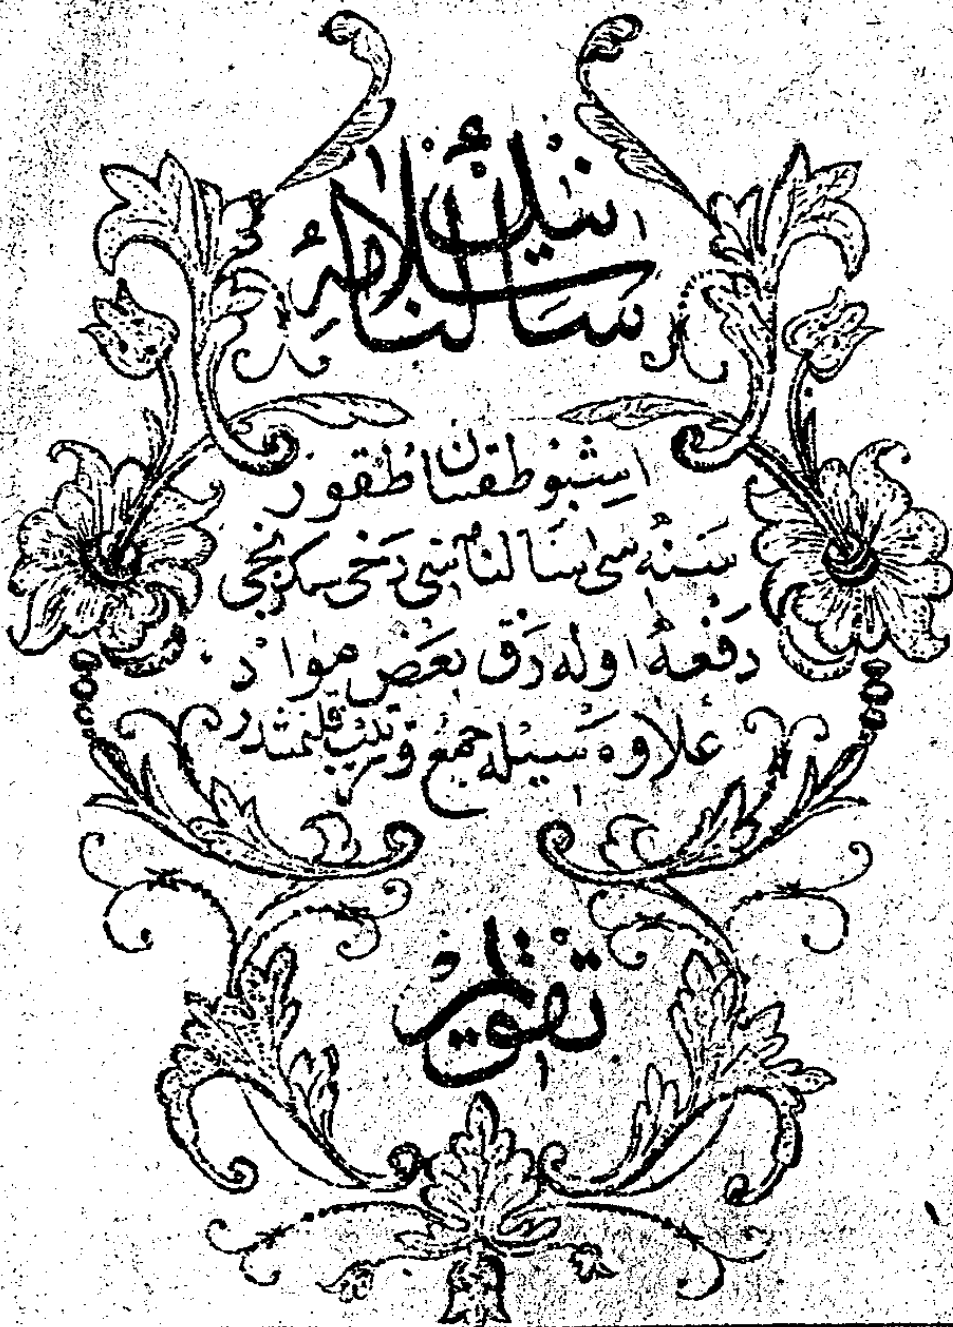 سالنامهٔ
اشبو طقسان طقوز
سنه سی سالنامه سی دخی سکزنجی
دفعه اوله رق بعض مواد
علاوه سیله جمع و ترتیب قلنمشدر
تقویم